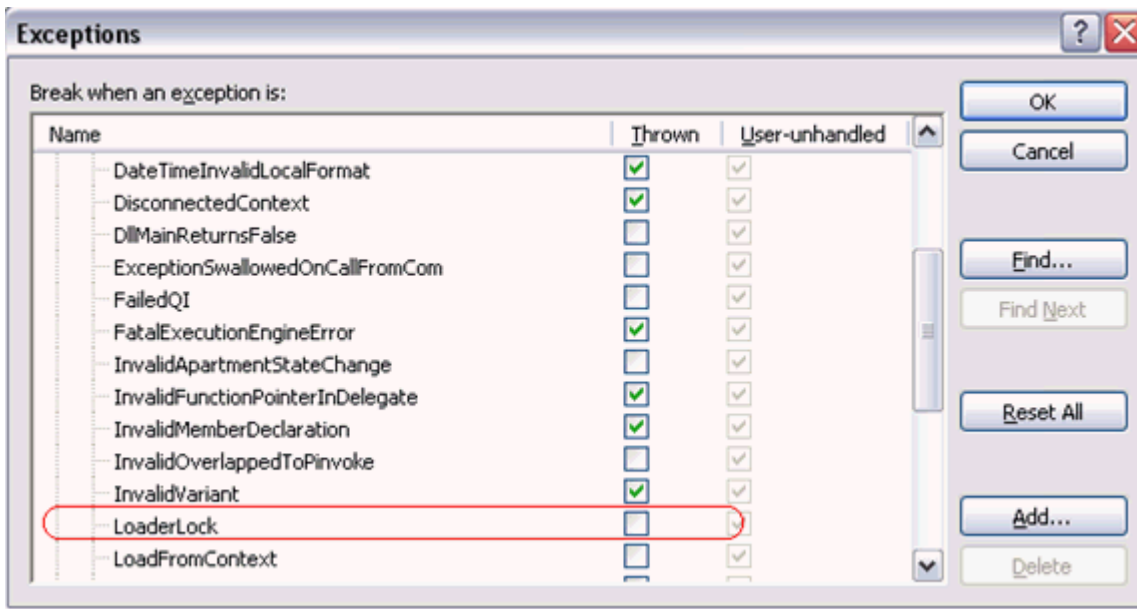 Exceptions
Break when an exception is:
Name Thrown User-unhandled
DateTimeInvalidLocalFormat
DisconnectedContext
DllMainReturnsFalse
ExceptionSwallowedOnCallFromCom
FailedQI
FatalExecutionEngineError
InvalidApartmentStateChange
InvalidFunctionPointerInDelegate
InvalidMemberDeclaration
InvalidOverlappedToPinvoke
InvalidVariant
LoaderLock
LoadFromContext
OK
Cancel
Find...
Find Next
Reset All
Add...
Delete